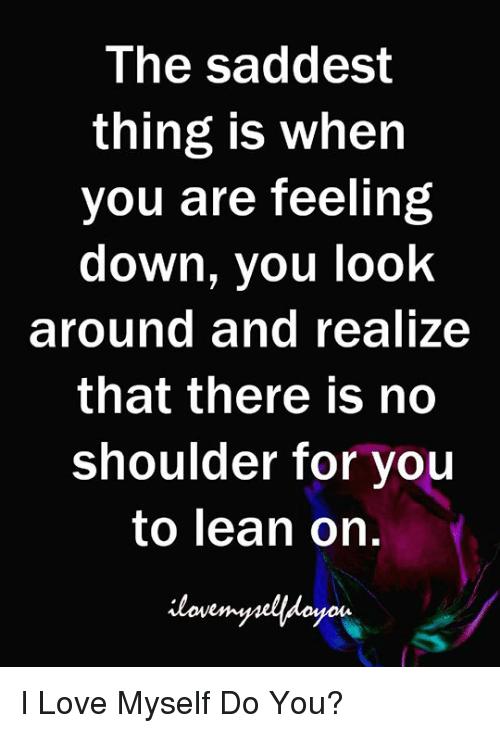 The saddest
thing is when
you are feeling
down, you look
around and realize
that there is no
shoulder for you
to lean on.
ilovemyselfdoyou
I Love Myself Do You?